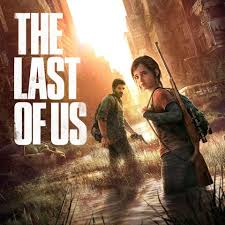 THE
LAST
OF US